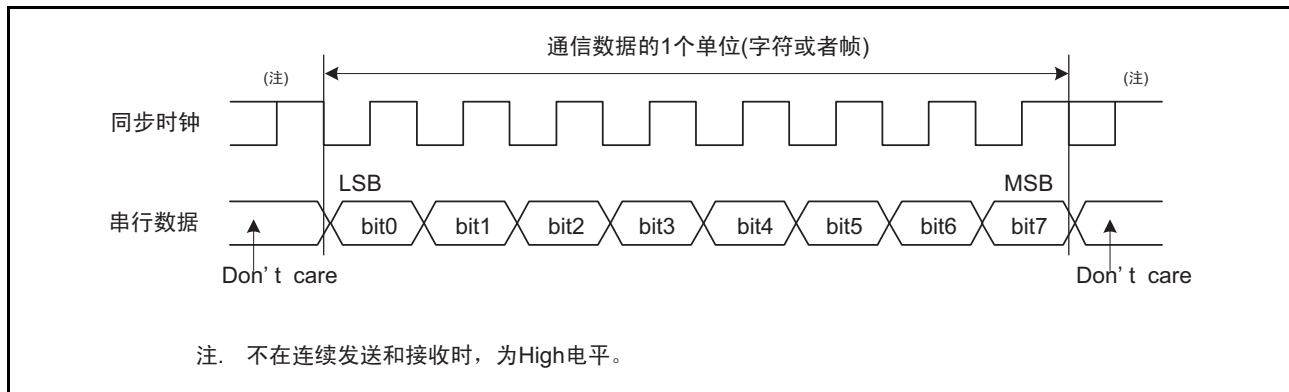 通信数据的1个单位(字符或者帧)
(注) (注)
同步时钟
LSB MSB
串行数据 bit0 bit1 bit2 bit3 bit4 bit5 bit6 bit7
Don't care Don't care
注. 不在连续发送和接收时，为High电平。